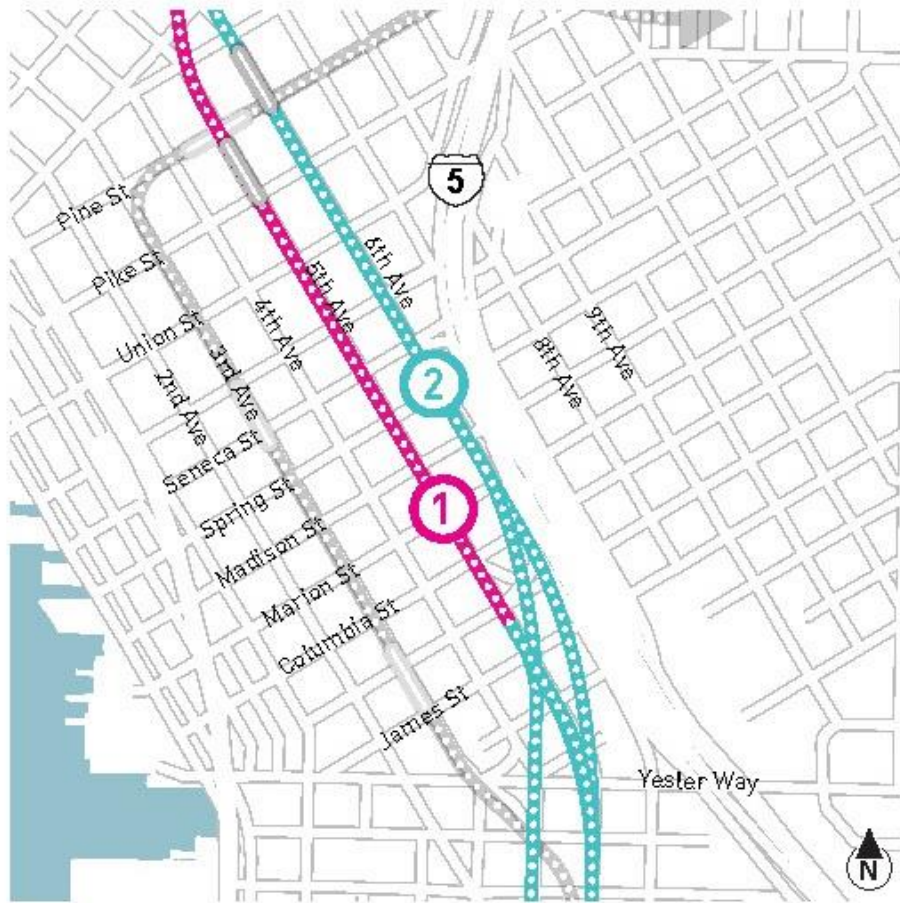 Pine St
5
Pike St
6th Ave
5th Ave
Union St
4th Ave
9th Ave
8th Ave
3rd Ave
2nd Ave
2
Seneca St
Spring St
1
Madison St
Marion St
Columbia St
James St
Yester Way
N